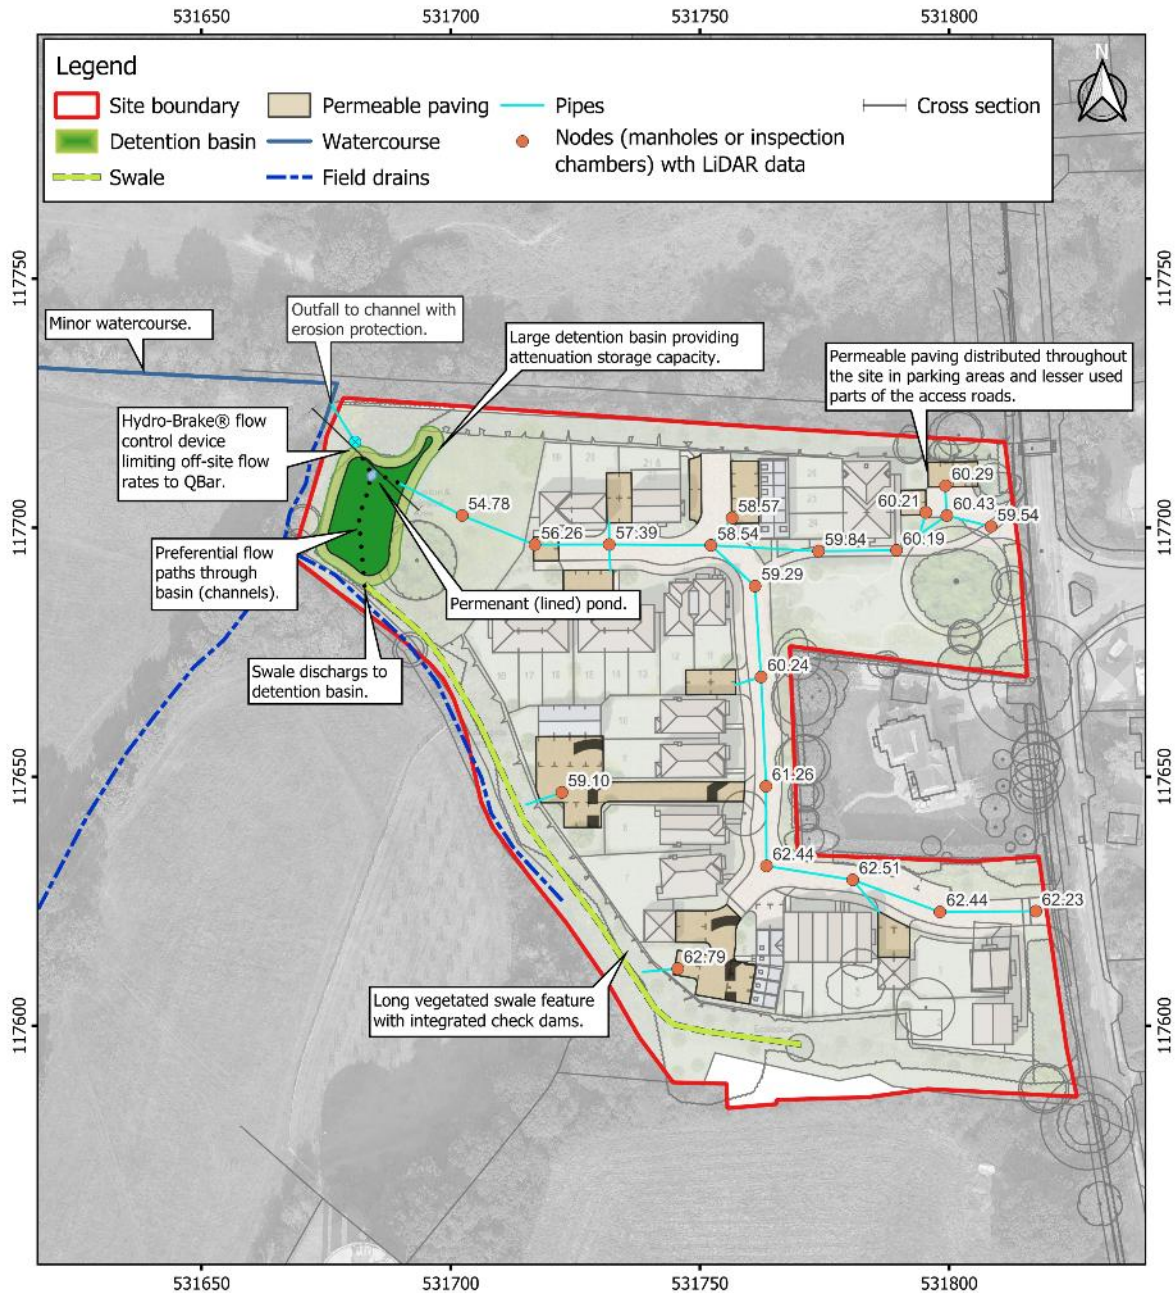 531650
531700
531750
531800
Legend
N
Site boundary
Permeable paving
Pipes
Cross section
Detention basin
Watercourse
Nodes (manholes or inspection
chambers) wth LiDAR data
Swale
Field drains
117750
117750
Minor watercourse.
Outfall to channel with
erosion protection.
Large detention basin providing
attenuation storage capacity.
Permeable paving distributed throughout
the site in parking areas and lesser used
parts of the access roads.
Hydro-Brake® flow
control device
limiting off-site flow
rates to QBar.
60.29
54.78
58.57
60.21
60.43
59.54
117700
117700
56.26
57.39
58.54
59.84
60.19
Preferential flow
paths through
basin (channels).
59.29
Permenant (lined) pond.
Swale dischargs to
detention basin.
60.24
117650
117650
59.10
61.26
62.44
62.51
62.44
62.23
62.79
Long vegetated swale feature
with integrated check dams.
117600
117600
531650
531700
531750
531800